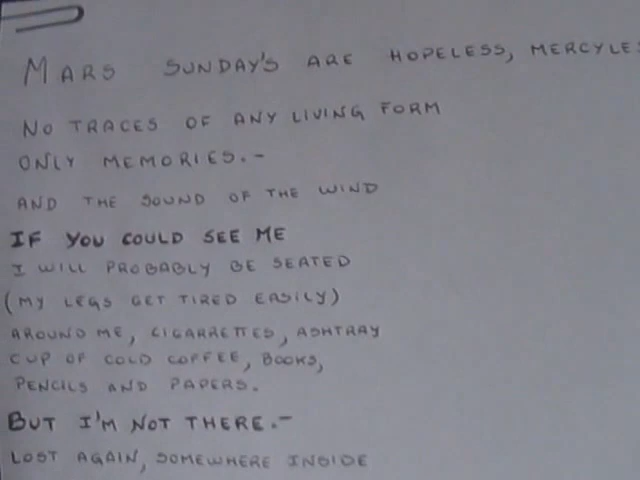 MARS SUNDAY'S ARE HOPELESS, MERCYLES
NO TRACES OF ANY LIVING FORM
ONLY MEMORIES.-
AND THE SOUND OF THE WIND
IF YOU COULD SEE ME
I WILL PROBABLY BE SEATED
(MY LEGS GET TIRED EASILY)
AROUND ME, CIGARRETTES, ASHTRAY
CUP OF COLD COFFEE, BOOKS,
PENCILS AND PAPERS.
BUT I'M NOT THERE.-
LOST AGAIN, SOMEWHERE INSIDE